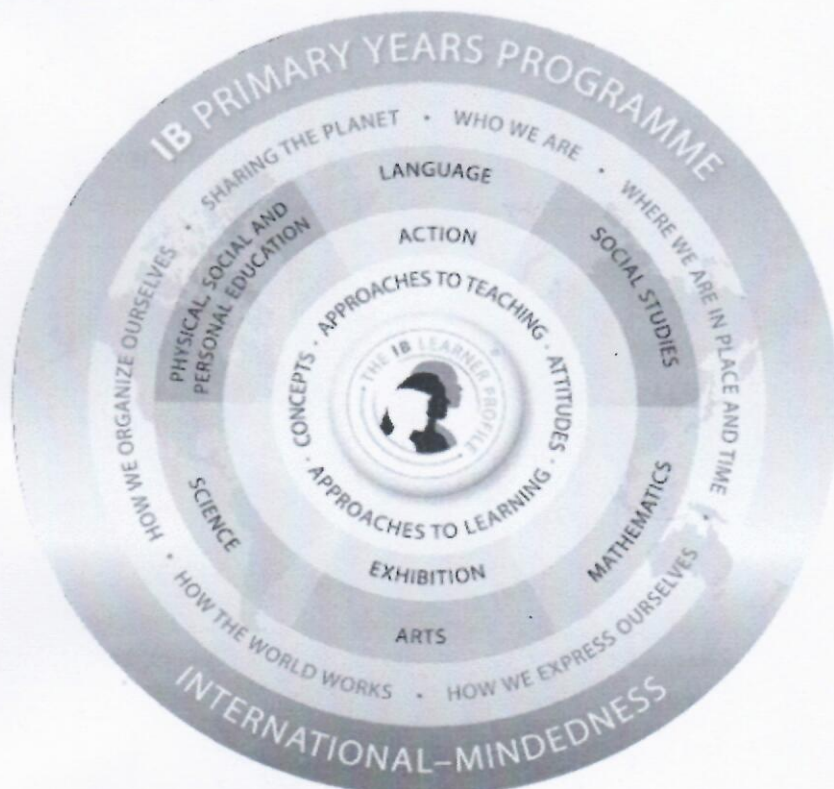 IB PRIMARY YEARS PROGRAMME
SHARING THE PLANET • WHO WE ARE • WHERE WE ARE IN PLACE AND TIME • HOW WE EXPRESS OURSELVES • HOW THE WORLD WORKS • HOW WE ORGANIZE OURSELVES •
LANGUAGE
SOCIAL STUDIES
MATHEMATICS
ARTS
SCIENCE
PHYSICAL, SOCIAL AND
PERSONAL EDUCATION
ACTION
EXHIBITION
APPROACHES TO TEACHING · ATTITUDES · APPROACHES TO LEARNING · CONCEPTS ·
THE IB LEARNER PROFILE
INTERNATIONAL–MINDEDNESS